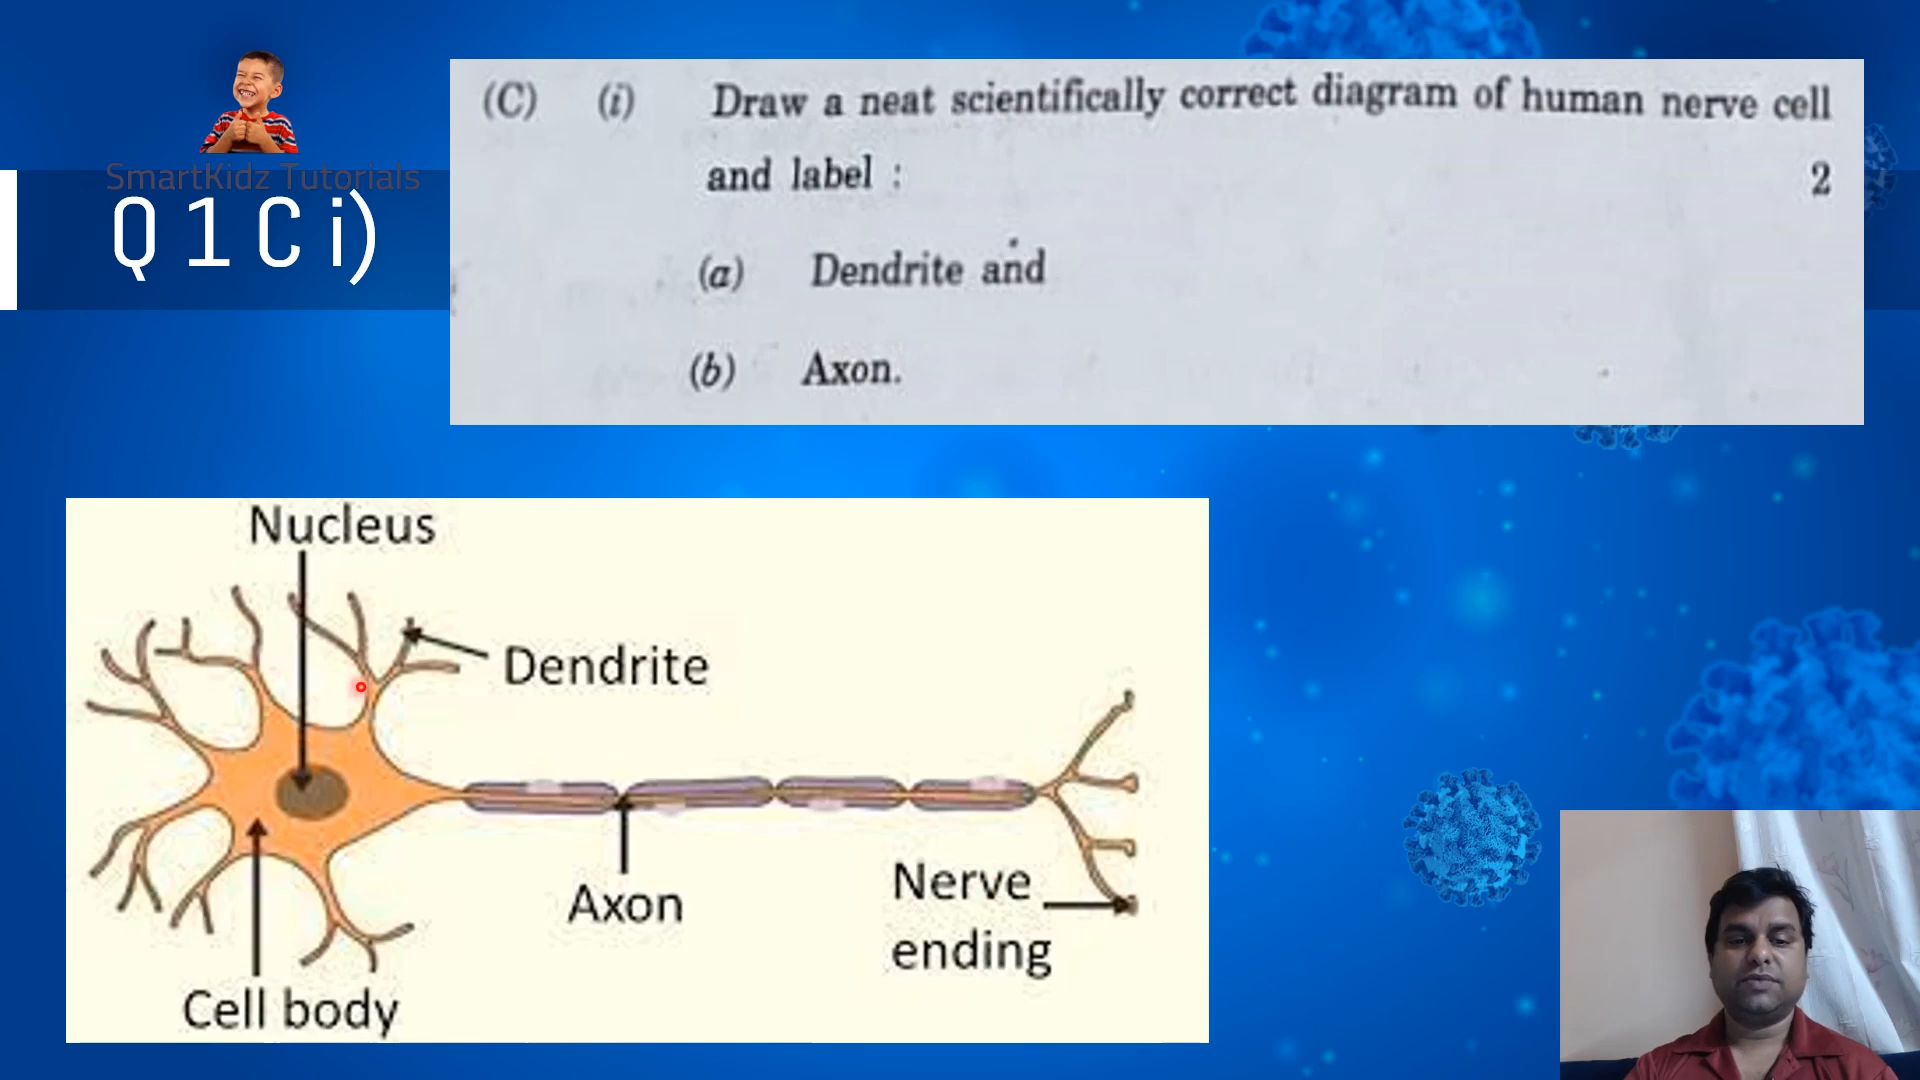 SmartKidz Tutorials
Q 1 C i)
(C) (i) Draw a neat scientifically correct diagram of human nerve cell
and label : 2
(a) Dendrite and
(b) Axon.
Nucleus
Dendrite
Axon
Nerve
ending
Cell body